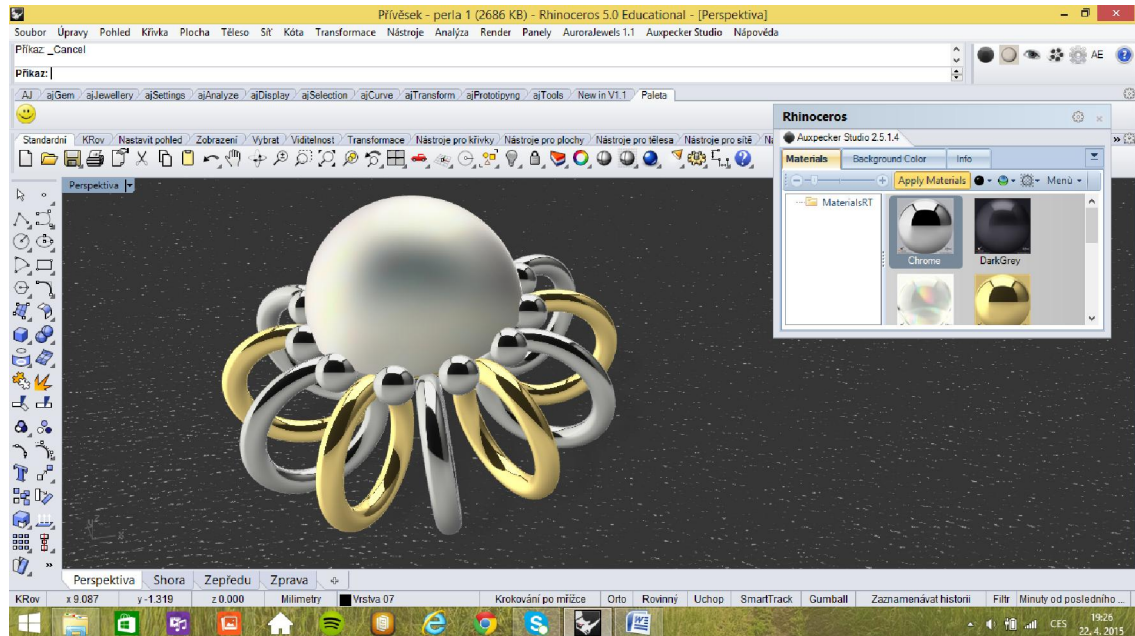 Přívěsek - perla 1 (2686 KB) - Rhinoceros 5.0 Educational - [Perspektiva]
Soubor Úpravy Pohled Křivka Plocha Těleso Síť Kóta Transformace Nástroje Analýza Render Panely AuroraJewels 1.1 Auxpecker Studio Nápověda
Příkaz: _Cancel
Příkaz:
AE
AJ ajGem ajJewellery ajSettings ajAnalyze ajDisplay ajSelection ajCurve ajTransform ajPrototipyng ajTools New in V1.1 Paleta
Rhinoceros
Standardní KRov Nastavit pohled Zobrazení Vybrat Viditelnost Transformace Nástroje pro křivky Nástroje pro plochy Nástroje pro tělesa Nástroje pro sítě
Auxpecker Studio 2.5.1.4
Materials Background Color Info
Apply Materials Menù
Perspektiva
MaterialsRT
Chrome DarkGrey
Perspektiva Shora Zepředu Zprava
KRov x 9.087 y -1.319 z 0.000 Milimetry Vrstva 07 Krokování po mřížce Orto Rovinný Uchop SmartTrack Gumball Zaznamenávat historii Filtr Minuty od posledního ...
CES
19:26
22. 4. 2015